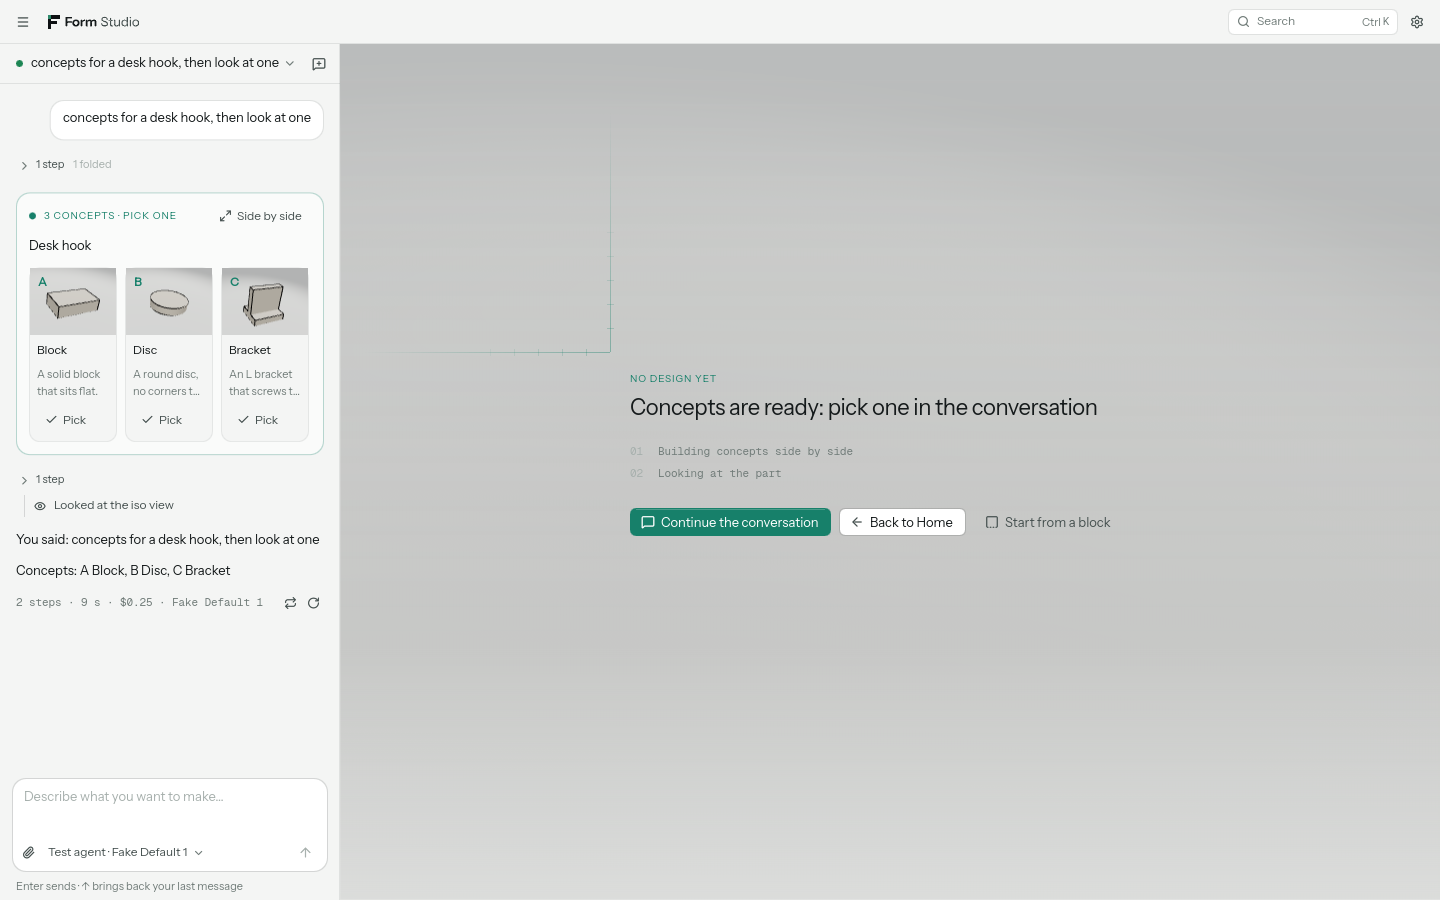 Form Studio
Search
Ctrl K
concepts for a desk hook, then look at one
concepts for a desk hook, then look at one
1 step 1 folded
3 CONCEPTS · PICK ONE
Side by side
Desk hook
A
B
C
Block
Disc
Bracket
A solid block
that sits flat.
A round disc,
no corners t...
An L bracket
that screws t...
Pick
Pick
Pick
1 step
Looked at the iso view
You said: concepts for a desk hook, then look at one
Concepts: A Block, B Disc, C Bracket
2 steps · 9 s · $0.25 · Fake Default 1
Describe what you want to make...
Test agent · Fake Default 1
Enter sends · ↑ brings back your last message
NO DESIGN YET
Concepts are ready: pick one in the conversation
01 Building concepts side by side
02 Looking at the part
Continue the conversation
Back to Home
Start from a block